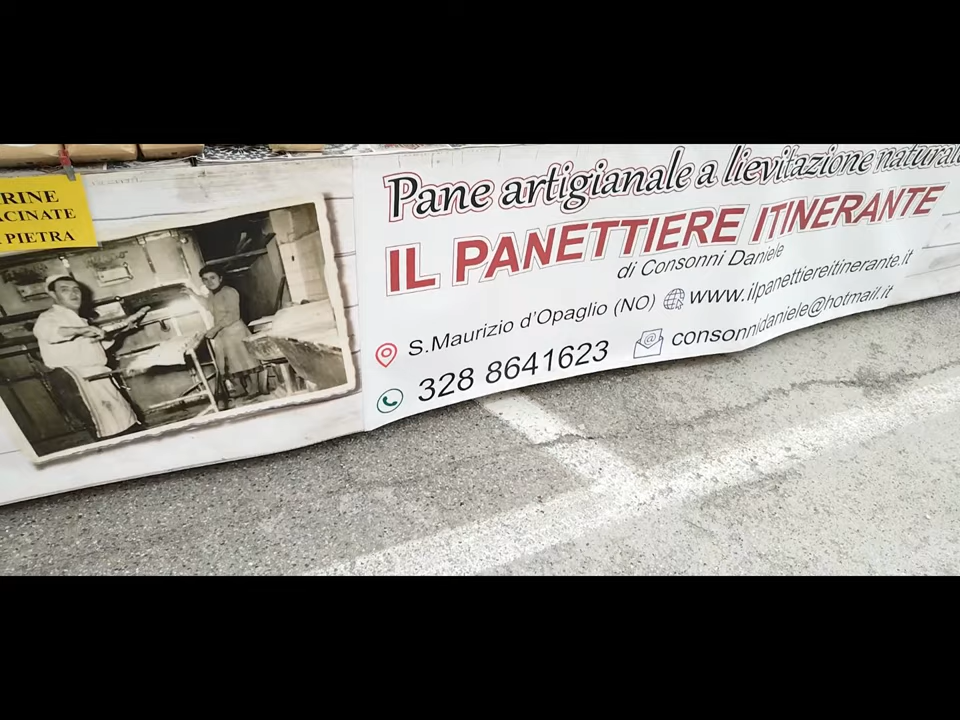 RINE
ACINATE
PIETRA
Pane artigianale a lievitazione naturale
IL PANETTIERE ITINERANTE
di Consonni Daniele
S.Maurizio d'Opaglio (NO) www.ilpanettiereitinerante.it
328 8641623 consonnidaniele@hotmail.it